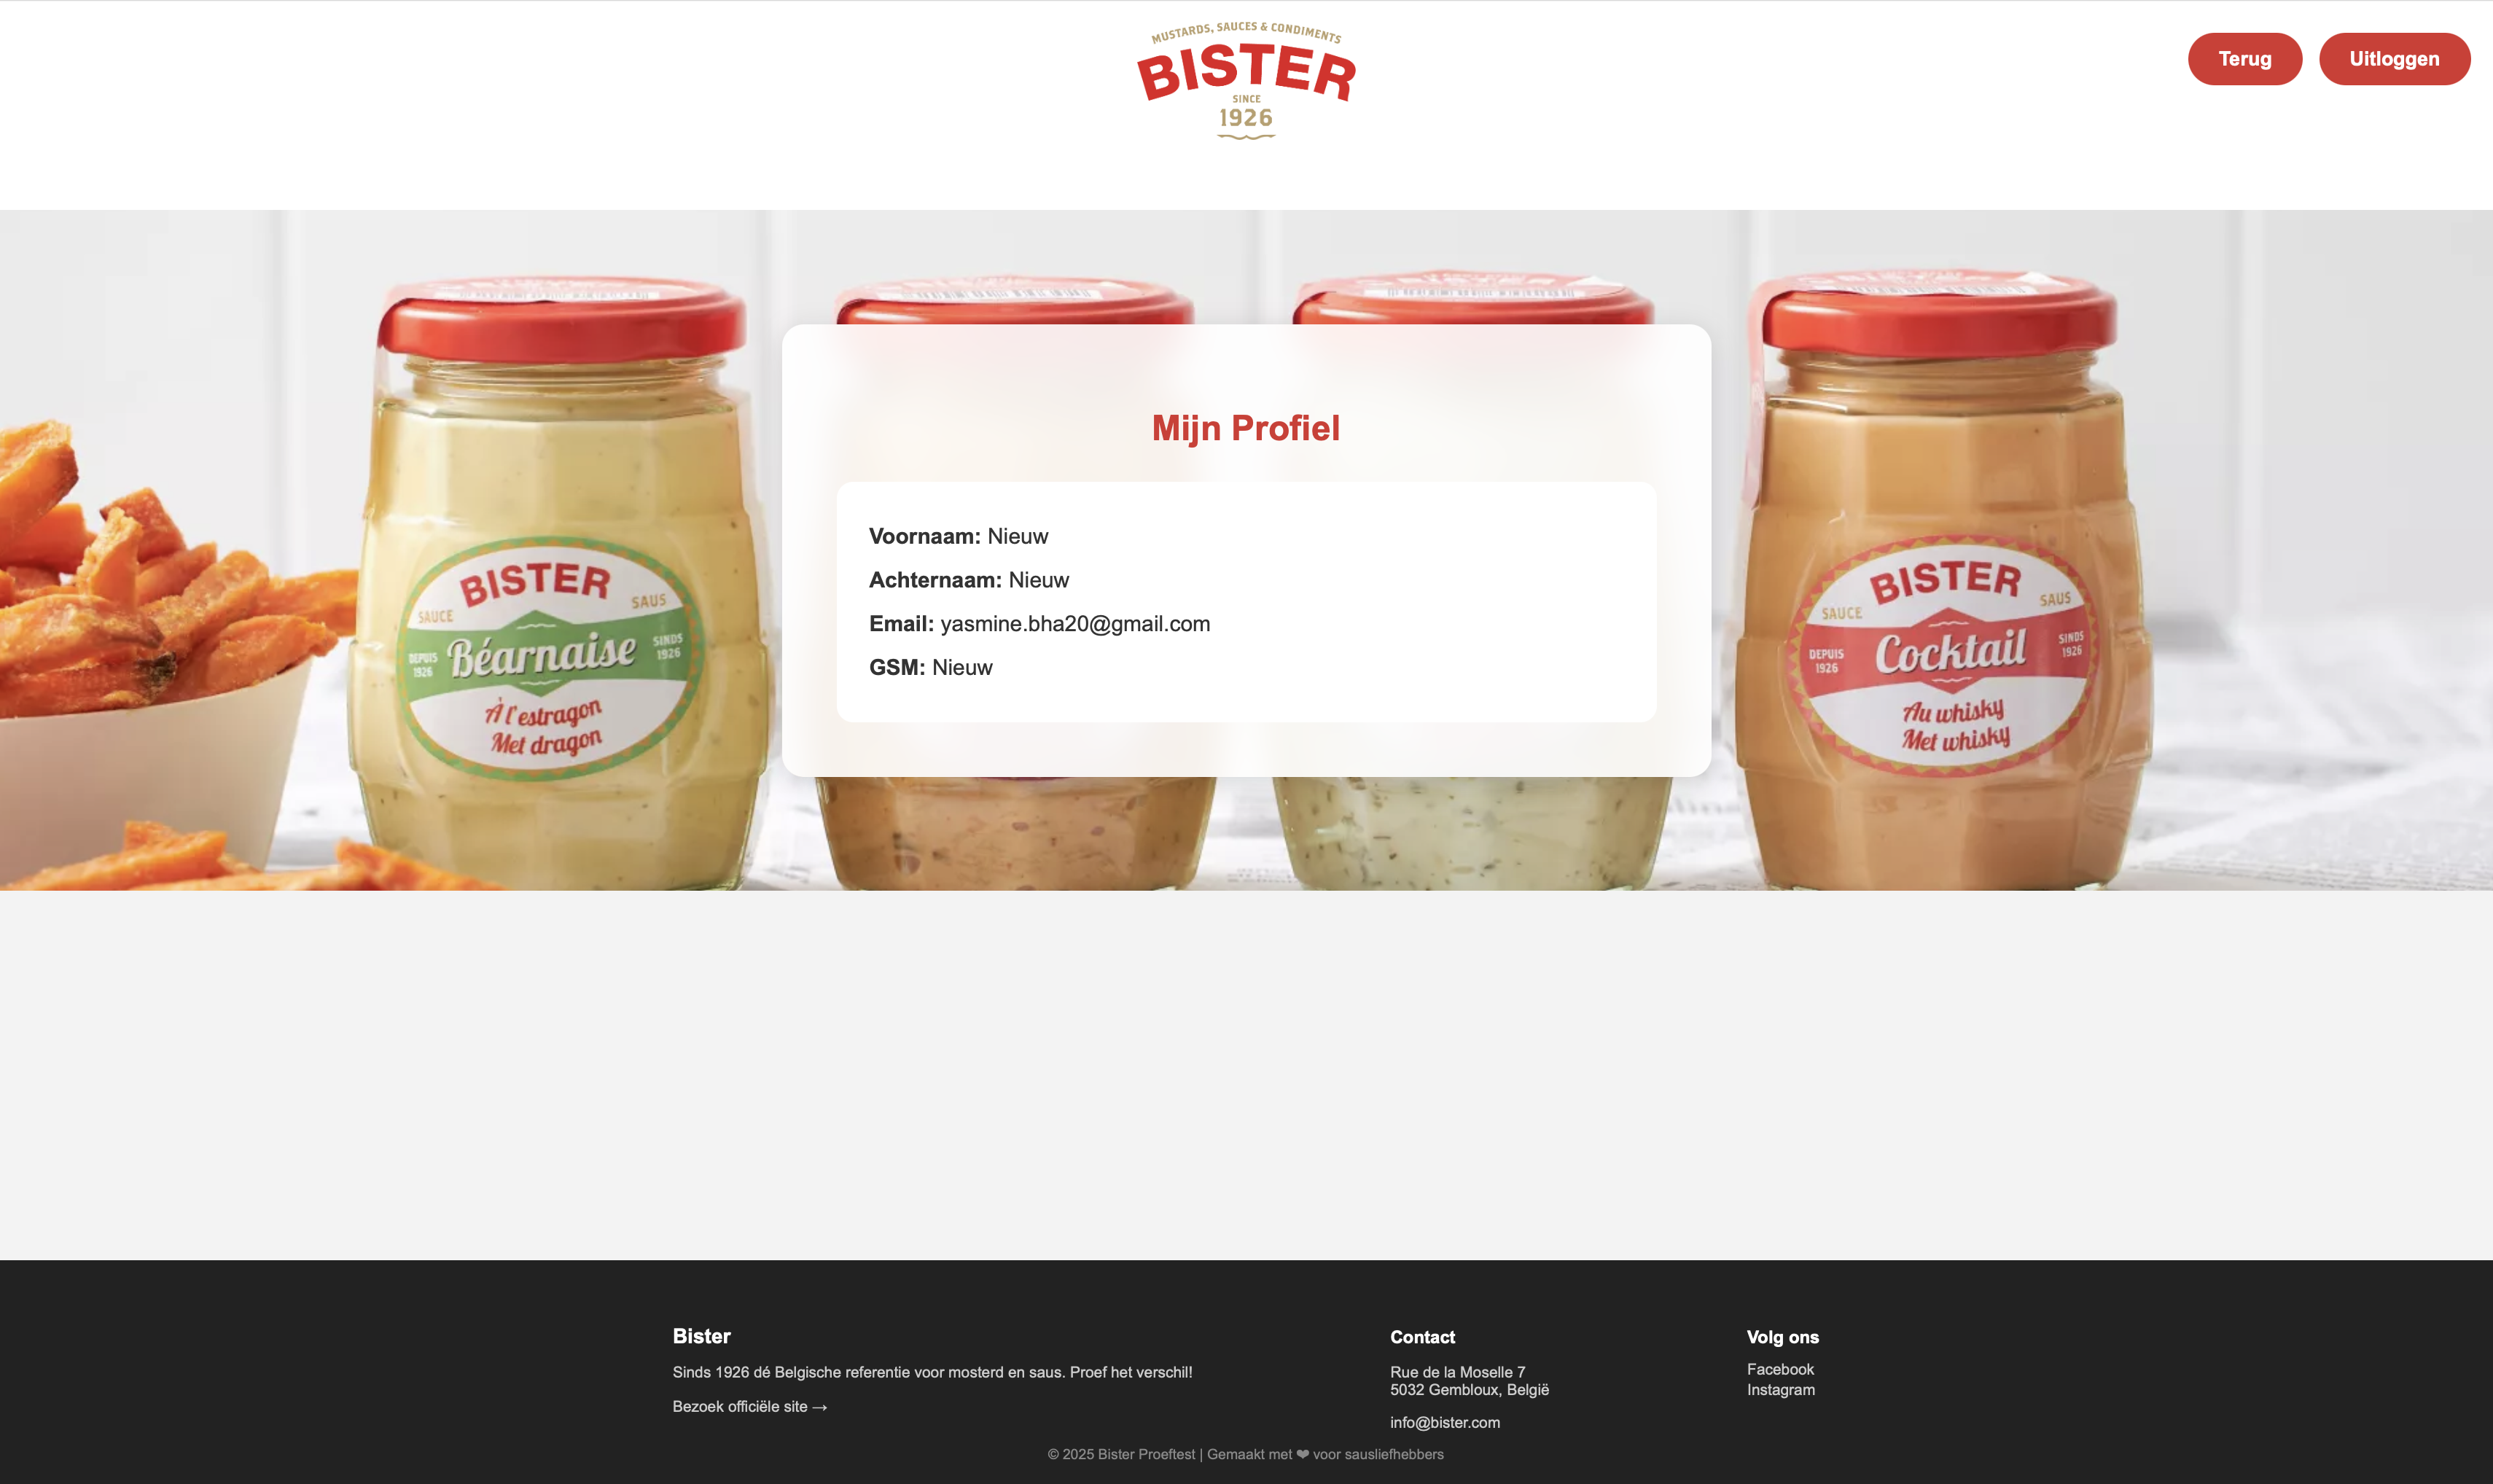 MUSTARDS, SAUCES & CONDIMENTS
BISTER
SINCE
1926
Terug
Uitloggen
Mijn Profiel
Voornaam: Nieuw
Achternaam: Nieuw
Email: yasmine.bha20@gmail.com
GSM: Nieuw
BISTER
SAUCE
SAUS
DEPUIS 1926
Béarnaise
SINDS 1926
À l'estragon
Met dragon
BISTER
SAUCE
SAUS
DEPUIS 1926
Cocktail
SINDS 1926
Au whisky
Met whisky
Bister
Sinds 1926 dé Belgische referentie voor mosterd en saus. Proef het verschil!
Bezoek officiële site →
Contact
Rue de la Moselle 7
5032 Gembloux, België
info@bister.com
Volg ons
Facebook
Instagram
© 2025 Bister Proeftest | Gemaakt met ❤ voor sausliefhebbers